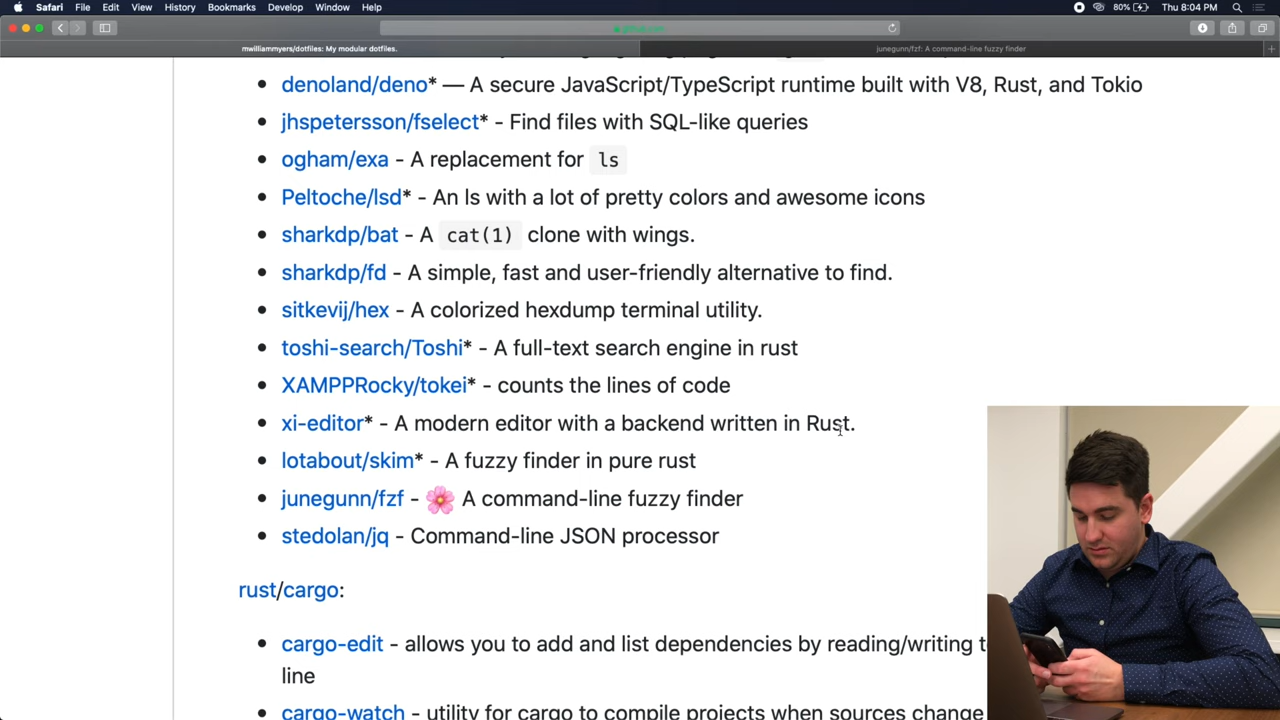 Safari File Edit View History Bookmarks Develop Window Help 80% Thu 8:04 PM
github.com
mwilliammyers/dotfiles: My modular dotfiles. junegunn/fzf: A command-line fuzzy finder
• denoland/deno* — A secure JavaScript/TypeScript runtime built with V8, Rust, and Tokio
• jhspetersson/fselect* - Find files with SQL-like queries
• ogham/exa - A replacement for ls
• Peltoche/lsd* - An ls with a lot of pretty colors and awesome icons
• sharkdp/bat - A cat(1) clone with wings.
• sharkdp/fd - A simple, fast and user-friendly alternative to find.
• sitkevij/hex - A colorized hexdump terminal utility.
• toshi-search/Toshi* - A full-text search engine in rust
• XAMPPRocky/tokei* - counts the lines of code
• xi-editor* - A modern editor with a backend written in Rust.
• lotabout/skim* - A fuzzy finder in pure rust
• junegunn/fzf - 🌸 A command-line fuzzy finder
• stedolan/jq - Command-line JSON processor
rust/cargo:
• cargo-edit - allows you to add and list dependencies by reading/writing t
line
• cargo-watch - utility for cargo to compile projects when sources change